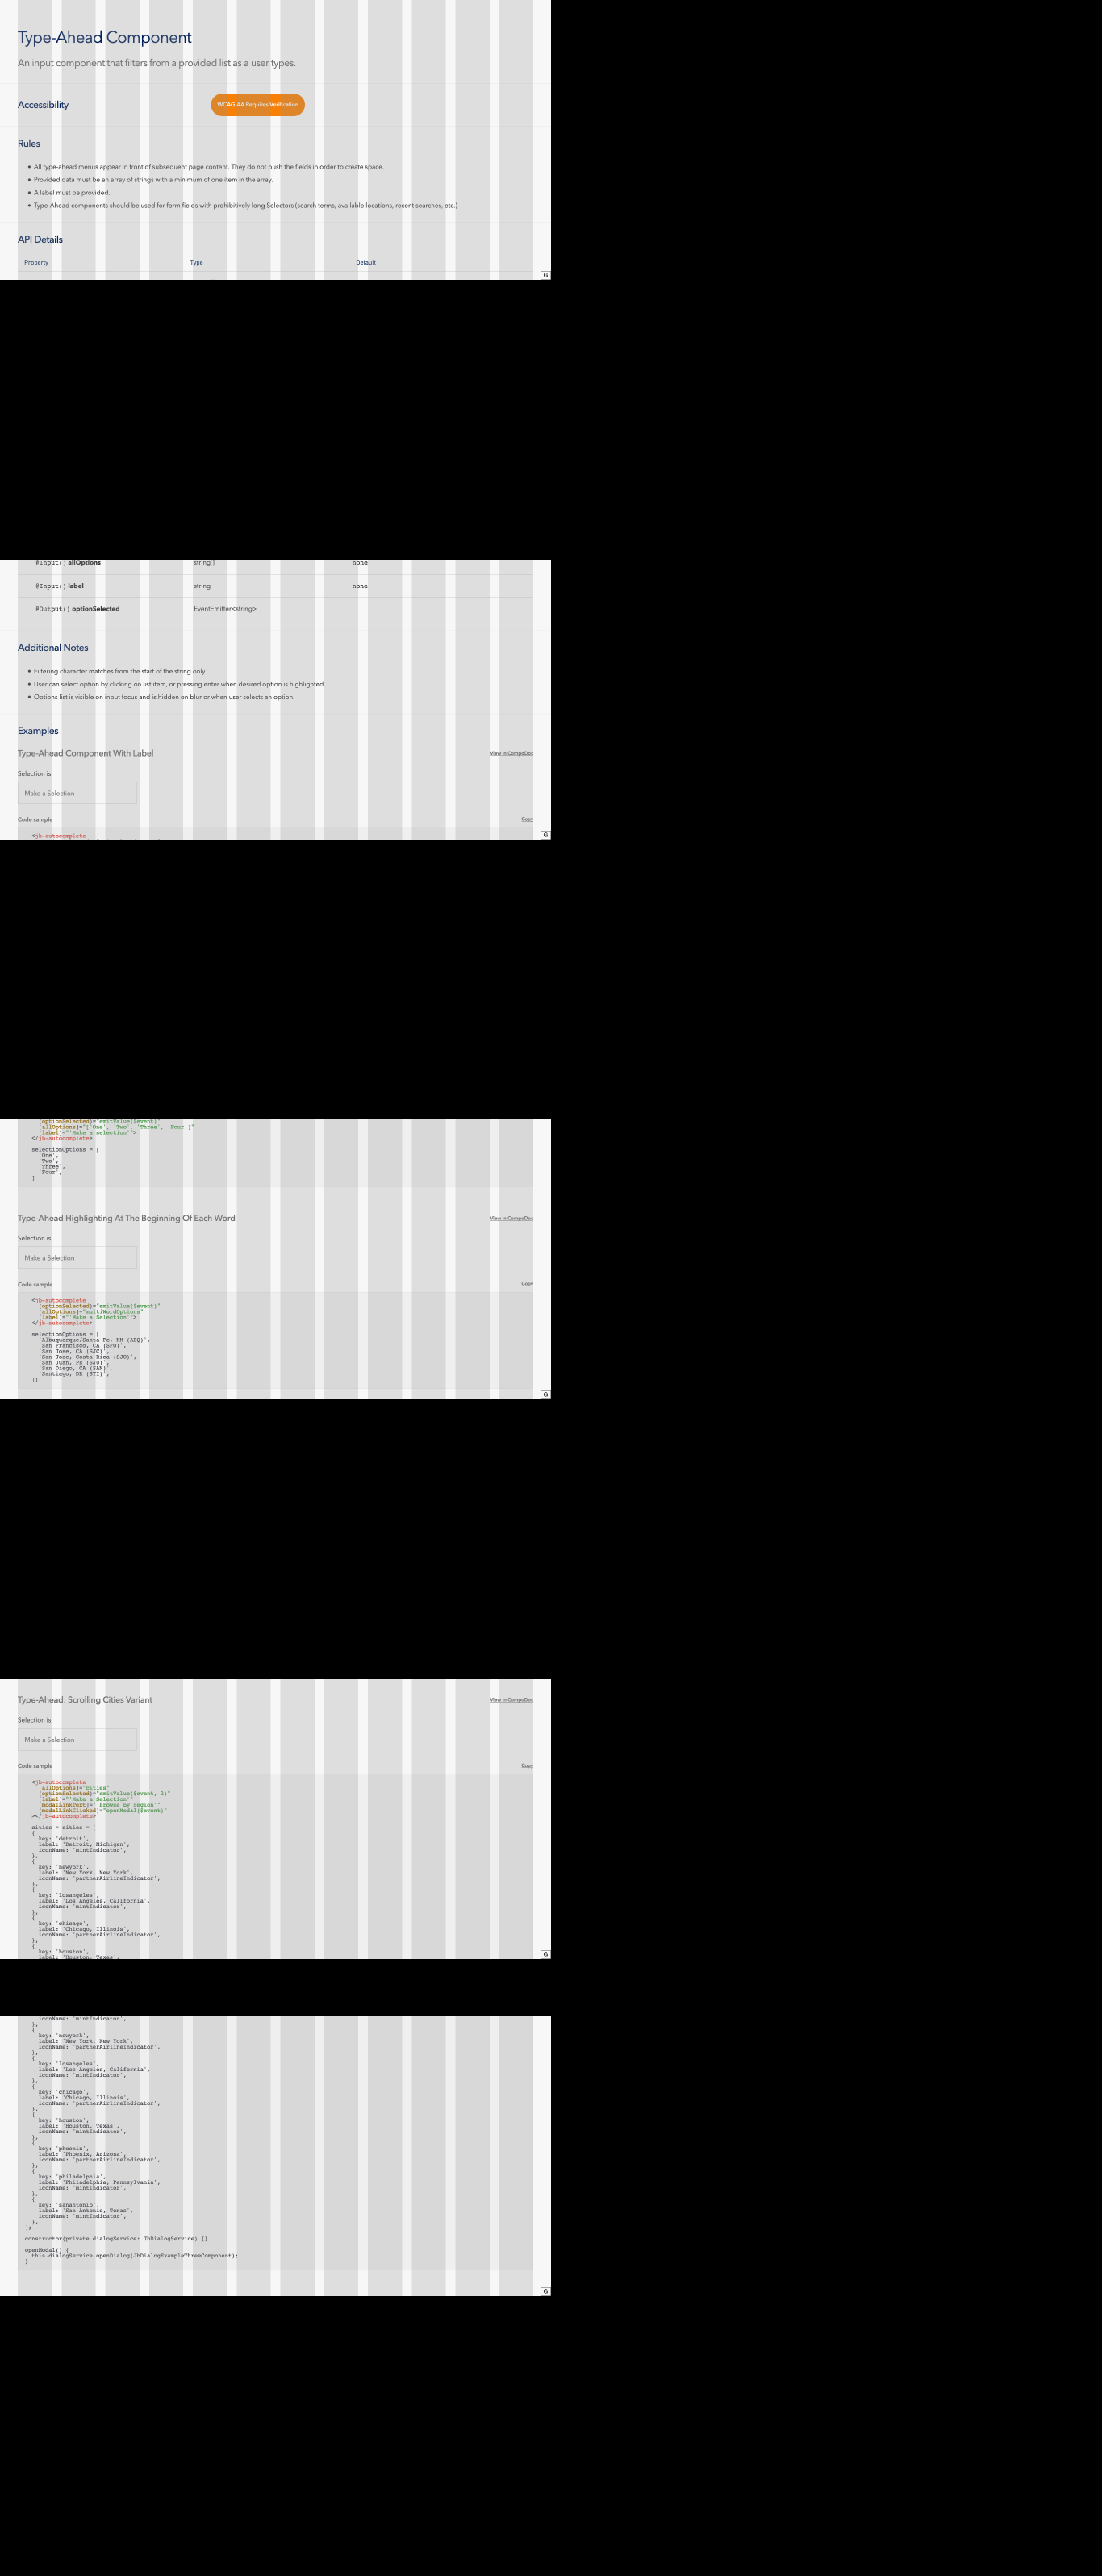 Type-Ahead Component
An input component that filters from a provided list as a user types.
Accessibility
WCAG AA Requires Verification
Rules
• All type-ahead menus appear in front of subsequent page content. They do not push the fields in order to create space.
• Provided data must be an array of strings with a minimum of one item in the array.
• A label must be provided.
• Type-Ahead components should be used for form fields with prohibitively long Selectors (search terms, available locations, recent searches, etc.)
API Details
Property Type Default
G
@Input() allOptions string[] none
@Input() label string none
@Output() optionSelected EventEmitter<string>
Additional Notes
• Filtering character matches from the start of the string only.
• User can select option by clicking on list item, or pressing enter when desired option is highlighted.
• Options list is visible on input focus and is hidden on blur or when user selects an option.
Examples
Type-Ahead Component With Label View in CompoDoc
Selection is:
Make a Selection
Code sample Copy
<jb-autocomplete
G
(optionSelected)="emitValue($event)"
[allOptions]="['One', 'Two', 'Three', 'Four']"
[label]="'Make a selection'">
</jb-autocomplete>
selectionOptions = [
'One',
'Two',
'Three',
'Four',
]
Type-Ahead Highlighting At The Beginning Of Each Word View in CompoDoc
Selection is:
Make a Selection
Code sample Copy
<jb-autocomplete
(optionSelected)="emitValue($event)"
[allOptions]="multiWordOptions"
[label]="'Make a Selection'">
</jb-autocomplete>
selectionOptions = [
'Albuquerque/Santa Fe, NM (ABQ)',
'San Francisco, CA (SFO)',
'San Jose, CA (SJC)',
'San Jose, Costa Rica (SJO)',
'San Juan, PR (SJU)',
'San Diego, CA (SAN)',
'Santiago, DR (STI)',
];
G
Type-Ahead: Scrolling Cities Variant View in CompoDoc
Selection is:
Make a Selection
Code sample Copy
<jb-autocomplete
[allOptions]="cities"
(optionSelected)="emitValue($event, 2)"
[label]="'Make a Selection'"
[modalLinkText]="'Browse by region'"
(modalLinkClicked)="openModal($event)"
></jb-autocomplete>
cities = cities = [
{
key: 'detroit',
label: 'Detroit, Michigan',
iconName: 'mintIndicator',
},
{
key: 'newyork',
label: 'New York, New York',
iconName: 'partnerAirlineIndicator',
},
{
key: 'losangeles',
label: 'Los Angeles, California',
iconName: 'mintIndicator',
},
{
key: 'chicago',
label: 'Chicago, Illinois',
iconName: 'partnerAirlineIndicator',
},
{
key: 'houston',
label: 'Houston, Texas',
G
iconName: 'mintIndicator',
},
{
key: 'newyork',
label: 'New York, New York',
iconName: 'partnerAirlineIndicator',
},
{
key: 'losangeles',
label: 'Los Angeles, California',
iconName: 'mintIndicator',
},
{
key: 'chicago',
label: 'Chicago, Illinois',
iconName: 'partnerAirlineIndicator',
},
{
key: 'houston',
label: 'Houston, Texas',
iconName: 'mintIndicator',
},
{
key: 'phoenix',
label: 'Phoenix, Arizona',
iconName: 'partnerAirlineIndicator',
},
{
key: 'philadelphia',
label: 'Philadelphia, Pennsylvania',
iconName: 'mintIndicator',
},
{
key: 'sanantonio',
label: 'San Antonio, Texas',
iconName: 'mintIndicator',
},
];
constructor(private dialogService: JbDialogService) {}
openModal() {
this.dialogService.openDialog(JbDialogExampleThreeComponent);
}
G